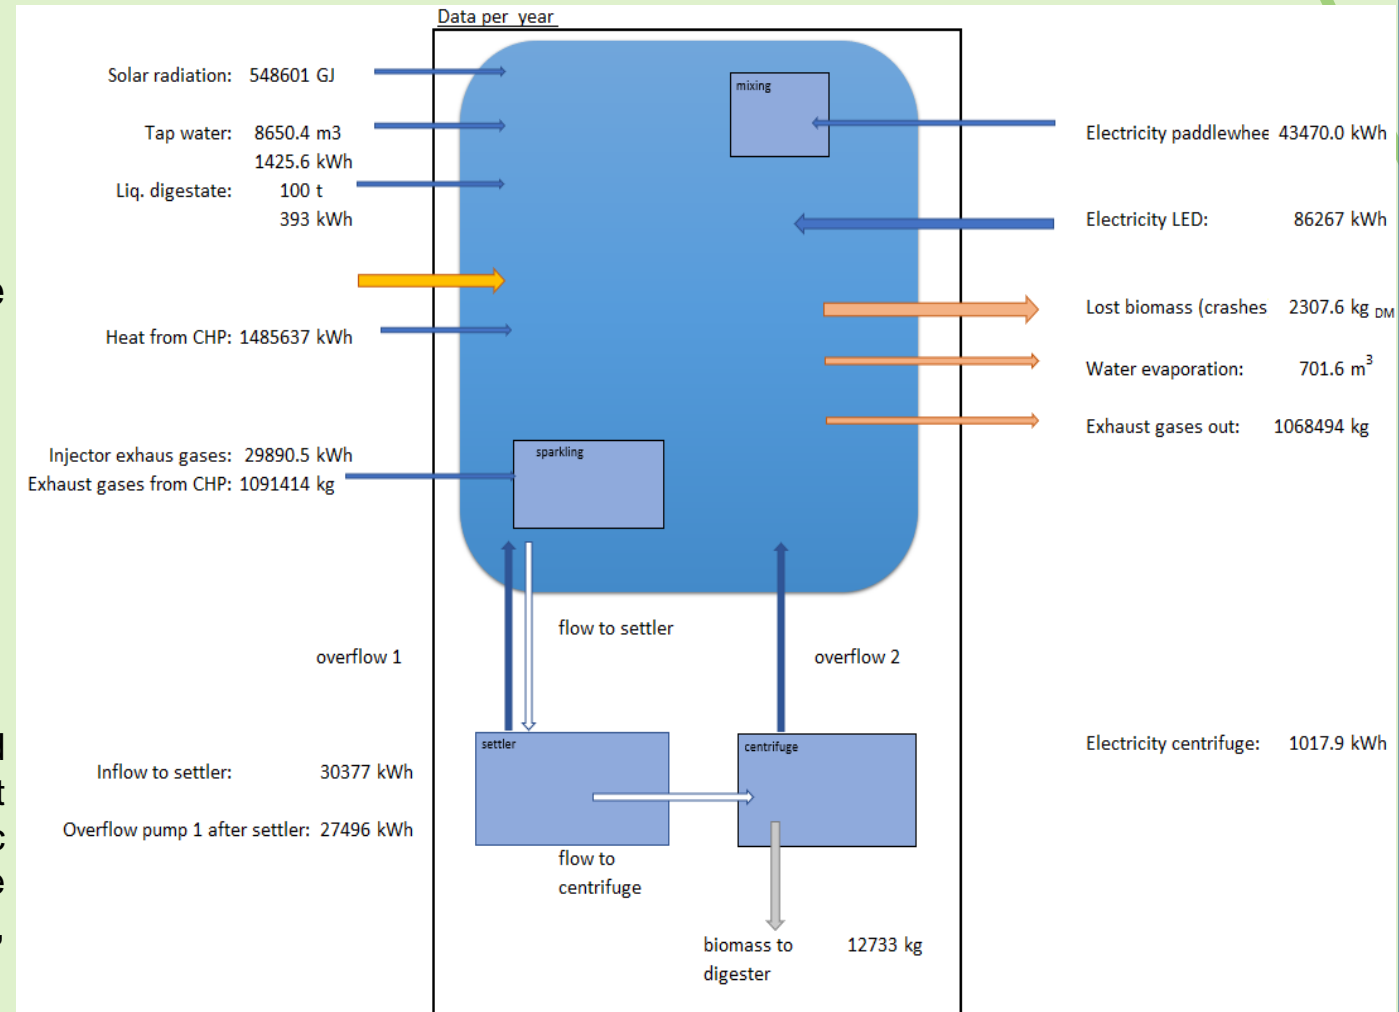 Data per year
Solar radiation: 548601 GJ
Tap water: 8650.4 m3
1425.6 kWh
Liq. digestate: 100 t
393 kWh
Heat from CHP: 1485637 kWh
Injector exhaus gases: 29890.5 kWh
Exhaust gases from CHP: 1091414 kg
mixing
sparkling
Electricity paddlewhee 43470.0 kWh
Electricity LED: 86267 kWh
Lost biomass (crashes 2307.6 kg DM
Water evaporation: 701.6 m3
Exhaust gases out: 1068494 kg
flow to settler
overflow 1
overflow 2
settler
centrifuge
Electricity centrifuge: 1017.9 kWh
Inflow to settler: 30377 kWh
Overflow pump 1 after settler: 27496 kWh
flow to
centrifuge
biomass to 12733 kg
digester